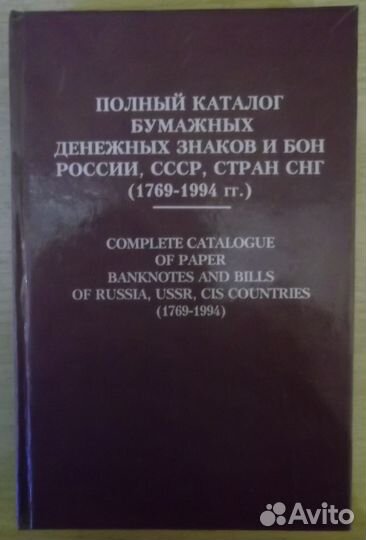 ПОЛНЫЙ КАТАЛОГ
БУМАЖНЫХ
ДЕНЕЖНЫХ ЗНАКОВ И БОН
РОССИИ, СССР, СТРАН СНГ
(1769-1994 гг.)
COMPLETE CATALOGUE
OF PAPER
BANKNOTES AND BILLS
OF RUSSIA, USSR, CIS COUNTRIES
(1769-1994)
Avito